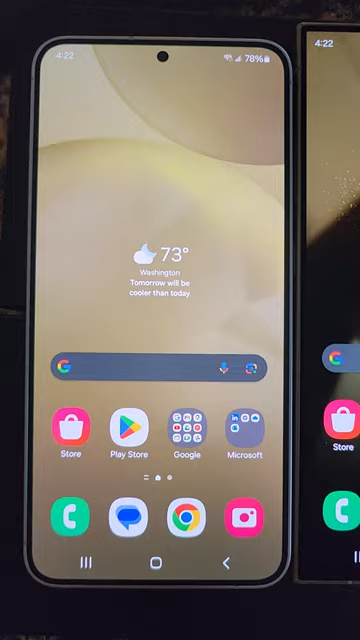 4:22
78%
73°
Washington
Tomorrow will be
cooler than today
Store
Play Store
Google
Microsoft
4:22
Store